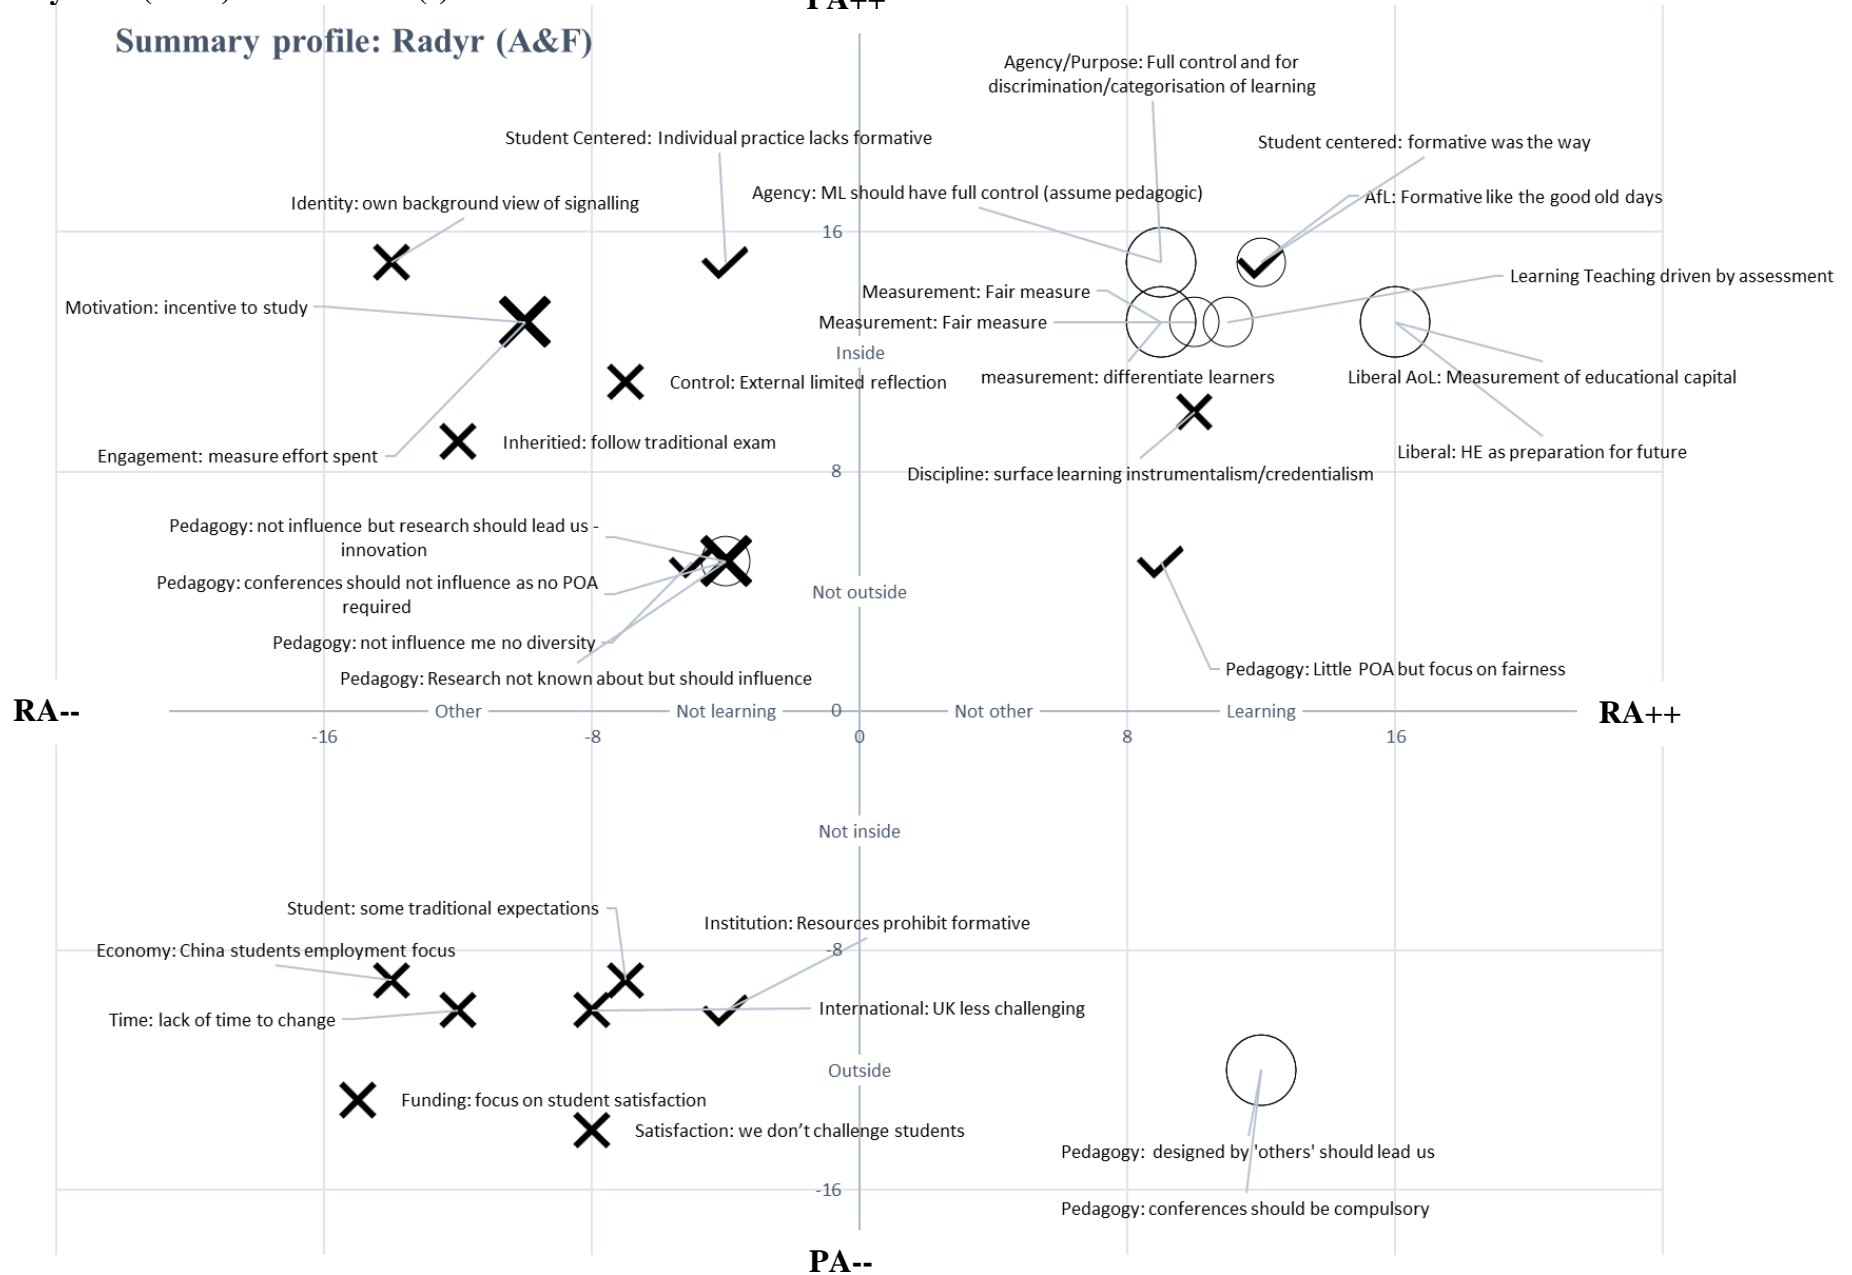 PA++
Summary profile: Radyr (A&F)
Agency/Purpose: Full control and for
discrimination/categorisation of learning
Student Centered: Individual practice lacks formative
Student centered: formative was the way
Agency: ML should have full control (assume pedagogic)
AfL: Formative like the good old days
Identity: own background view of signalling
16
Learning Teaching driven by assessment
Measurement: Fair measure
Motivation: incentive to study
Measurement: Fair measure
Inside
Control: External limited reflection
measurement: differentiate learners
Liberal AoL: Measurement of educational capital
Inheritied: follow traditional exam
Engagement: measure effort spent
Liberal: HE as preparation for future
8
Discipline: surface learning instrumentalism/credentialism
Pedagogy: not influence but research should lead us -
innovation
Pedagogy: conferences should not influence as no POA
required
Not outside
Pedagogy: not influence me no diversity
Pedagogy: Research not known about but should influence
Pedagogy: Little POA but focus on fairness
RA--
Other
Not learning
0
Not other
Learning
RA++
-16
-8
0
8
16
Not inside
Student: some traditional expectations
Institution: Resources prohibit formative
Economy: China students employment focus
-8
International: UK less challenging
Time: lack of time to change
Outside
Funding: focus on student satisfaction
Satisfaction: we don't challenge students
Pedagogy: designed by 'others' should lead us
-16
Pedagogy: conferences should be compulsory
PA--